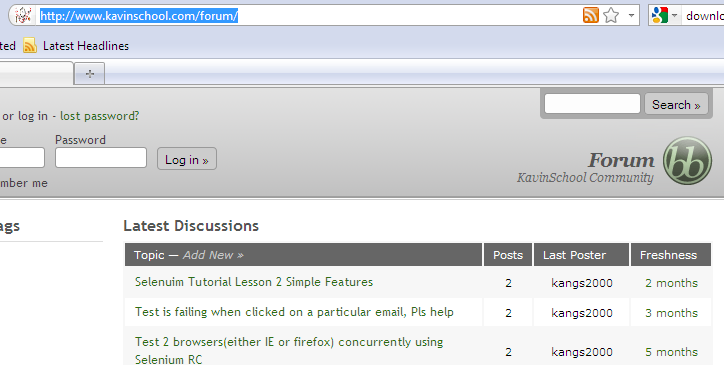 http://www.kavinschool.com/forum/
downlo
ted Latest Headlines
or log in - lost password?
Search »
e Password
Log in »
mber me
Forum
bb
KavinSchool Community
ags
Latest Discussions
Topic — Add New » Posts Last Poster Freshness
Selenuim Tutorial Lesson 2 Simple Features 2 kangs2000 2 months
Test is failing when clicked on a particular email, Pls help 2 kangs2000 3 months
Test 2 browsers(either IE or firefox) concurrently using
Selenium RC 2 kangs2000 5 months